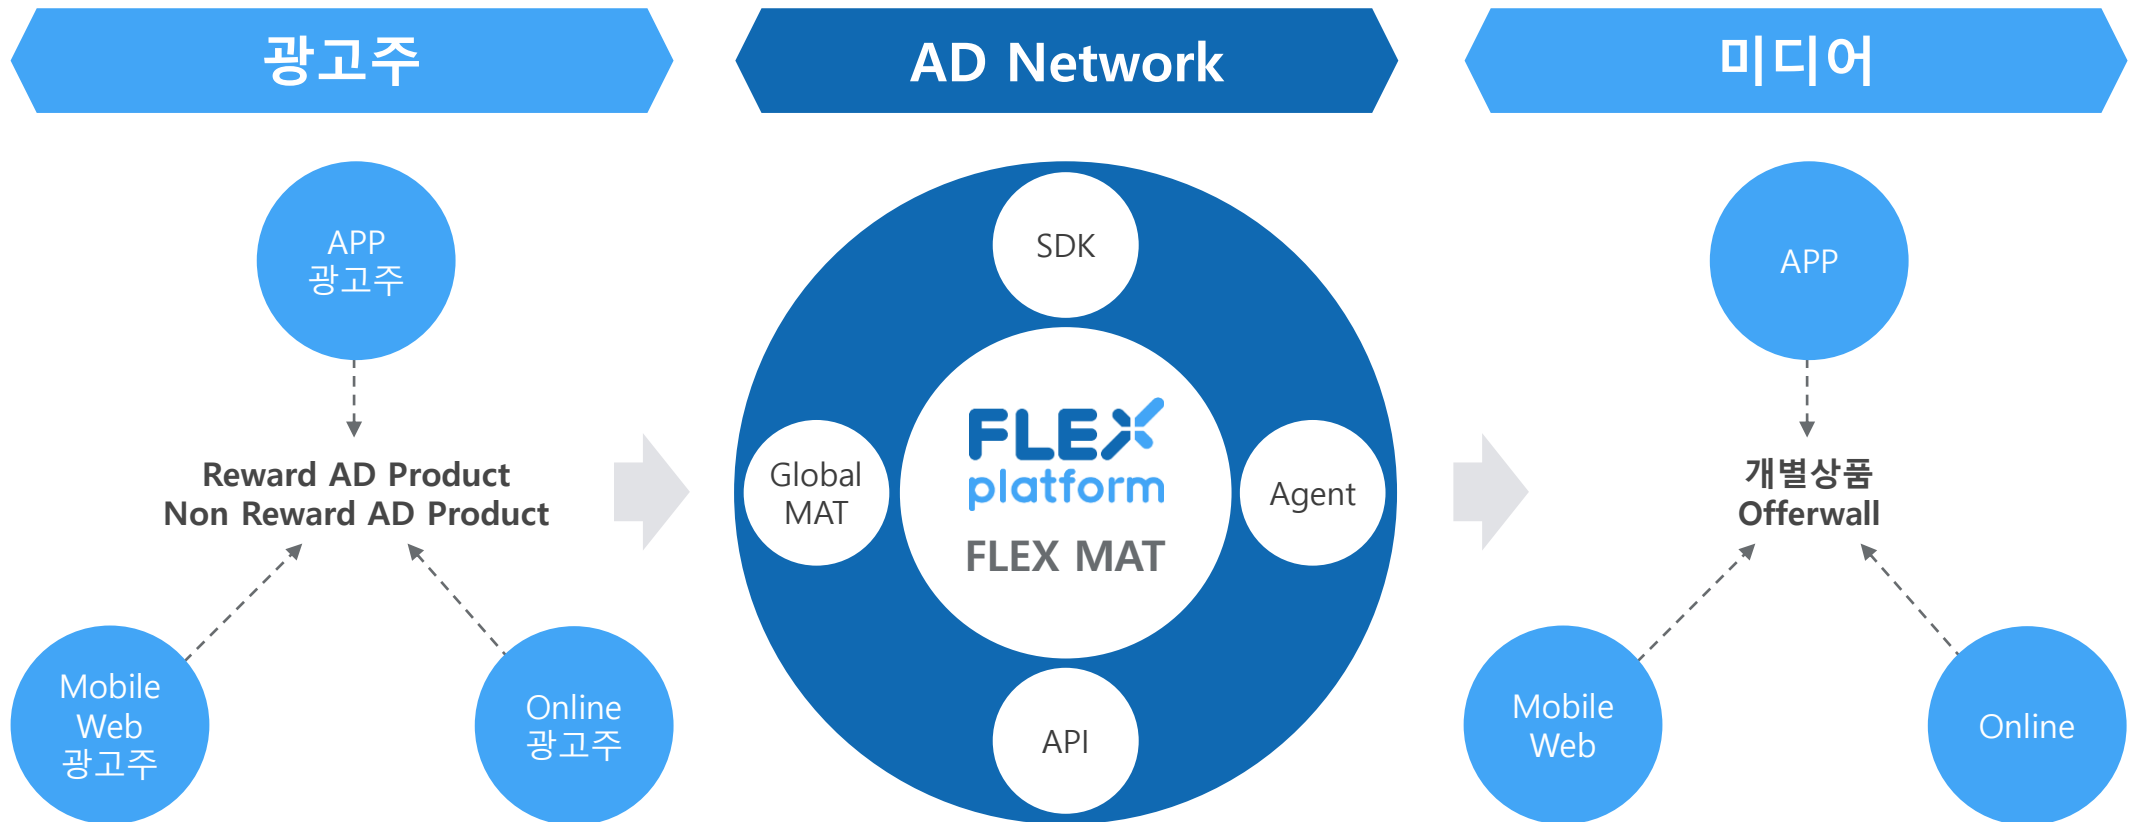 광고주
AD Network
미디어
APP
광고주
Reward AD Product
Non Reward AD Product
Mobile
Web
광고주
Online
광고주
SDK
Global
MAT
FLEX
platform
FLEX MAT
Agent
API
APP
개별상품
Offerwall
Mobile
Web
Online